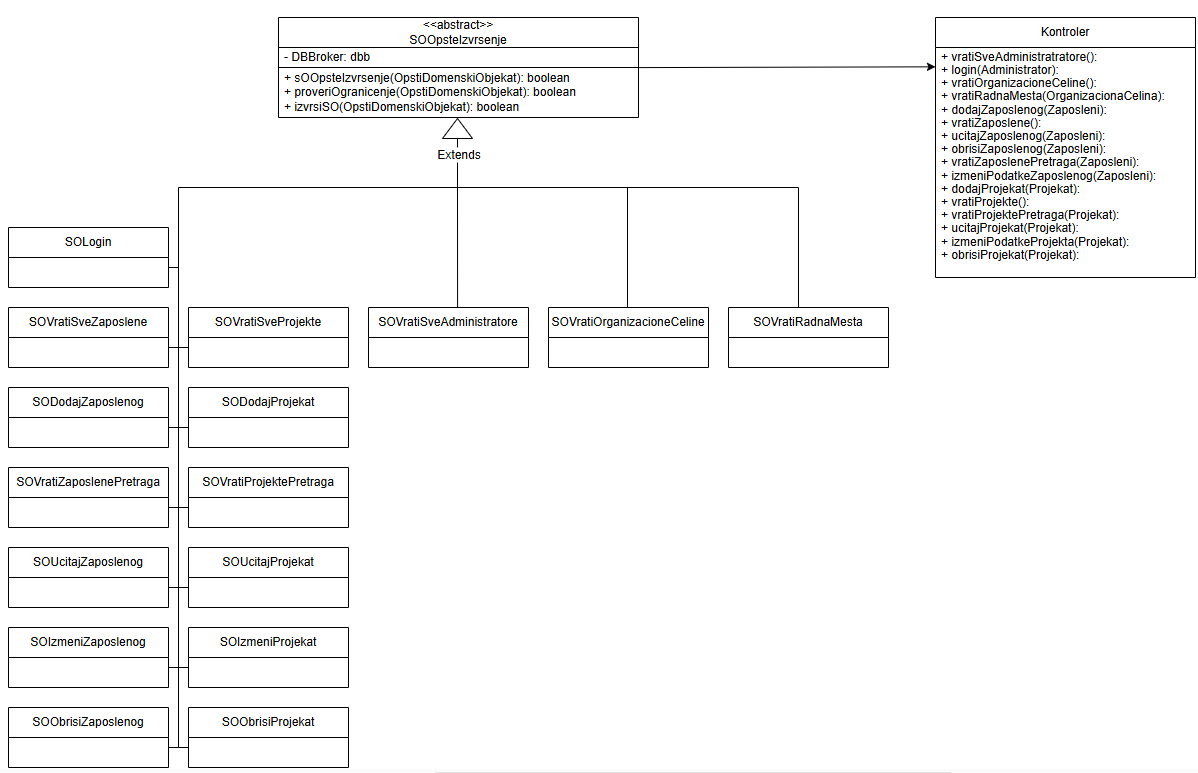 <<abstract>>
SOOpsteIzvrsenje
- DBBroker: dbb
+ sOOpsteIzvrsenje(OpstiDomenskiObjekat): boolean
+ proveriOgranicenje(OpstiDomenskiObjekat): boolean
+ izvrsiSO(OpstiDomenskiObjekat): boolean
Extends
Kontroler
+ vratiSveAdministratratore():
+ login(Administrator):
+ vratiOrganizacioneCeline():
+ vratiRadnaMesta(OrganizacionaCelina):
+ dodajZaposlenog(Zaposleni):
+ vratiZaposlene():
+ ucitajZaposlenog(Zaposleni):
+ obrisiZaposlenog(Zaposleni):
+ vratiZaposlenePretraga(Zaposleni):
+ izmeniPodatkeZaposlenog(Zaposleni):
+ dodajProjekat(Projekat):
+ vratiProjekte():
+ vratiProjektePretraga(Projekat):
+ ucitajProjekat(Projekat):
+ izmeniPodatkeProjekta(Projekat):
+ obrisiProjekat(Projekat):
SOLogin
SOVratiSveZaposlene
SOVratiSveProjekte
SOVratiSveAdministratore
SOVratiOrganizacioneCeline
SOVratiRadnaMesta
SODodajZaposlenog
SODodajProjekat
SOVratiZaposlenePretraga
SOVratiProjektePretraga
SOUcitajZaposlenog
SOUcitajProjekat
SOIzmeniZaposlenog
SOIzmeniProjekat
SOObrisiZaposlenog
SOObrisiProjekat